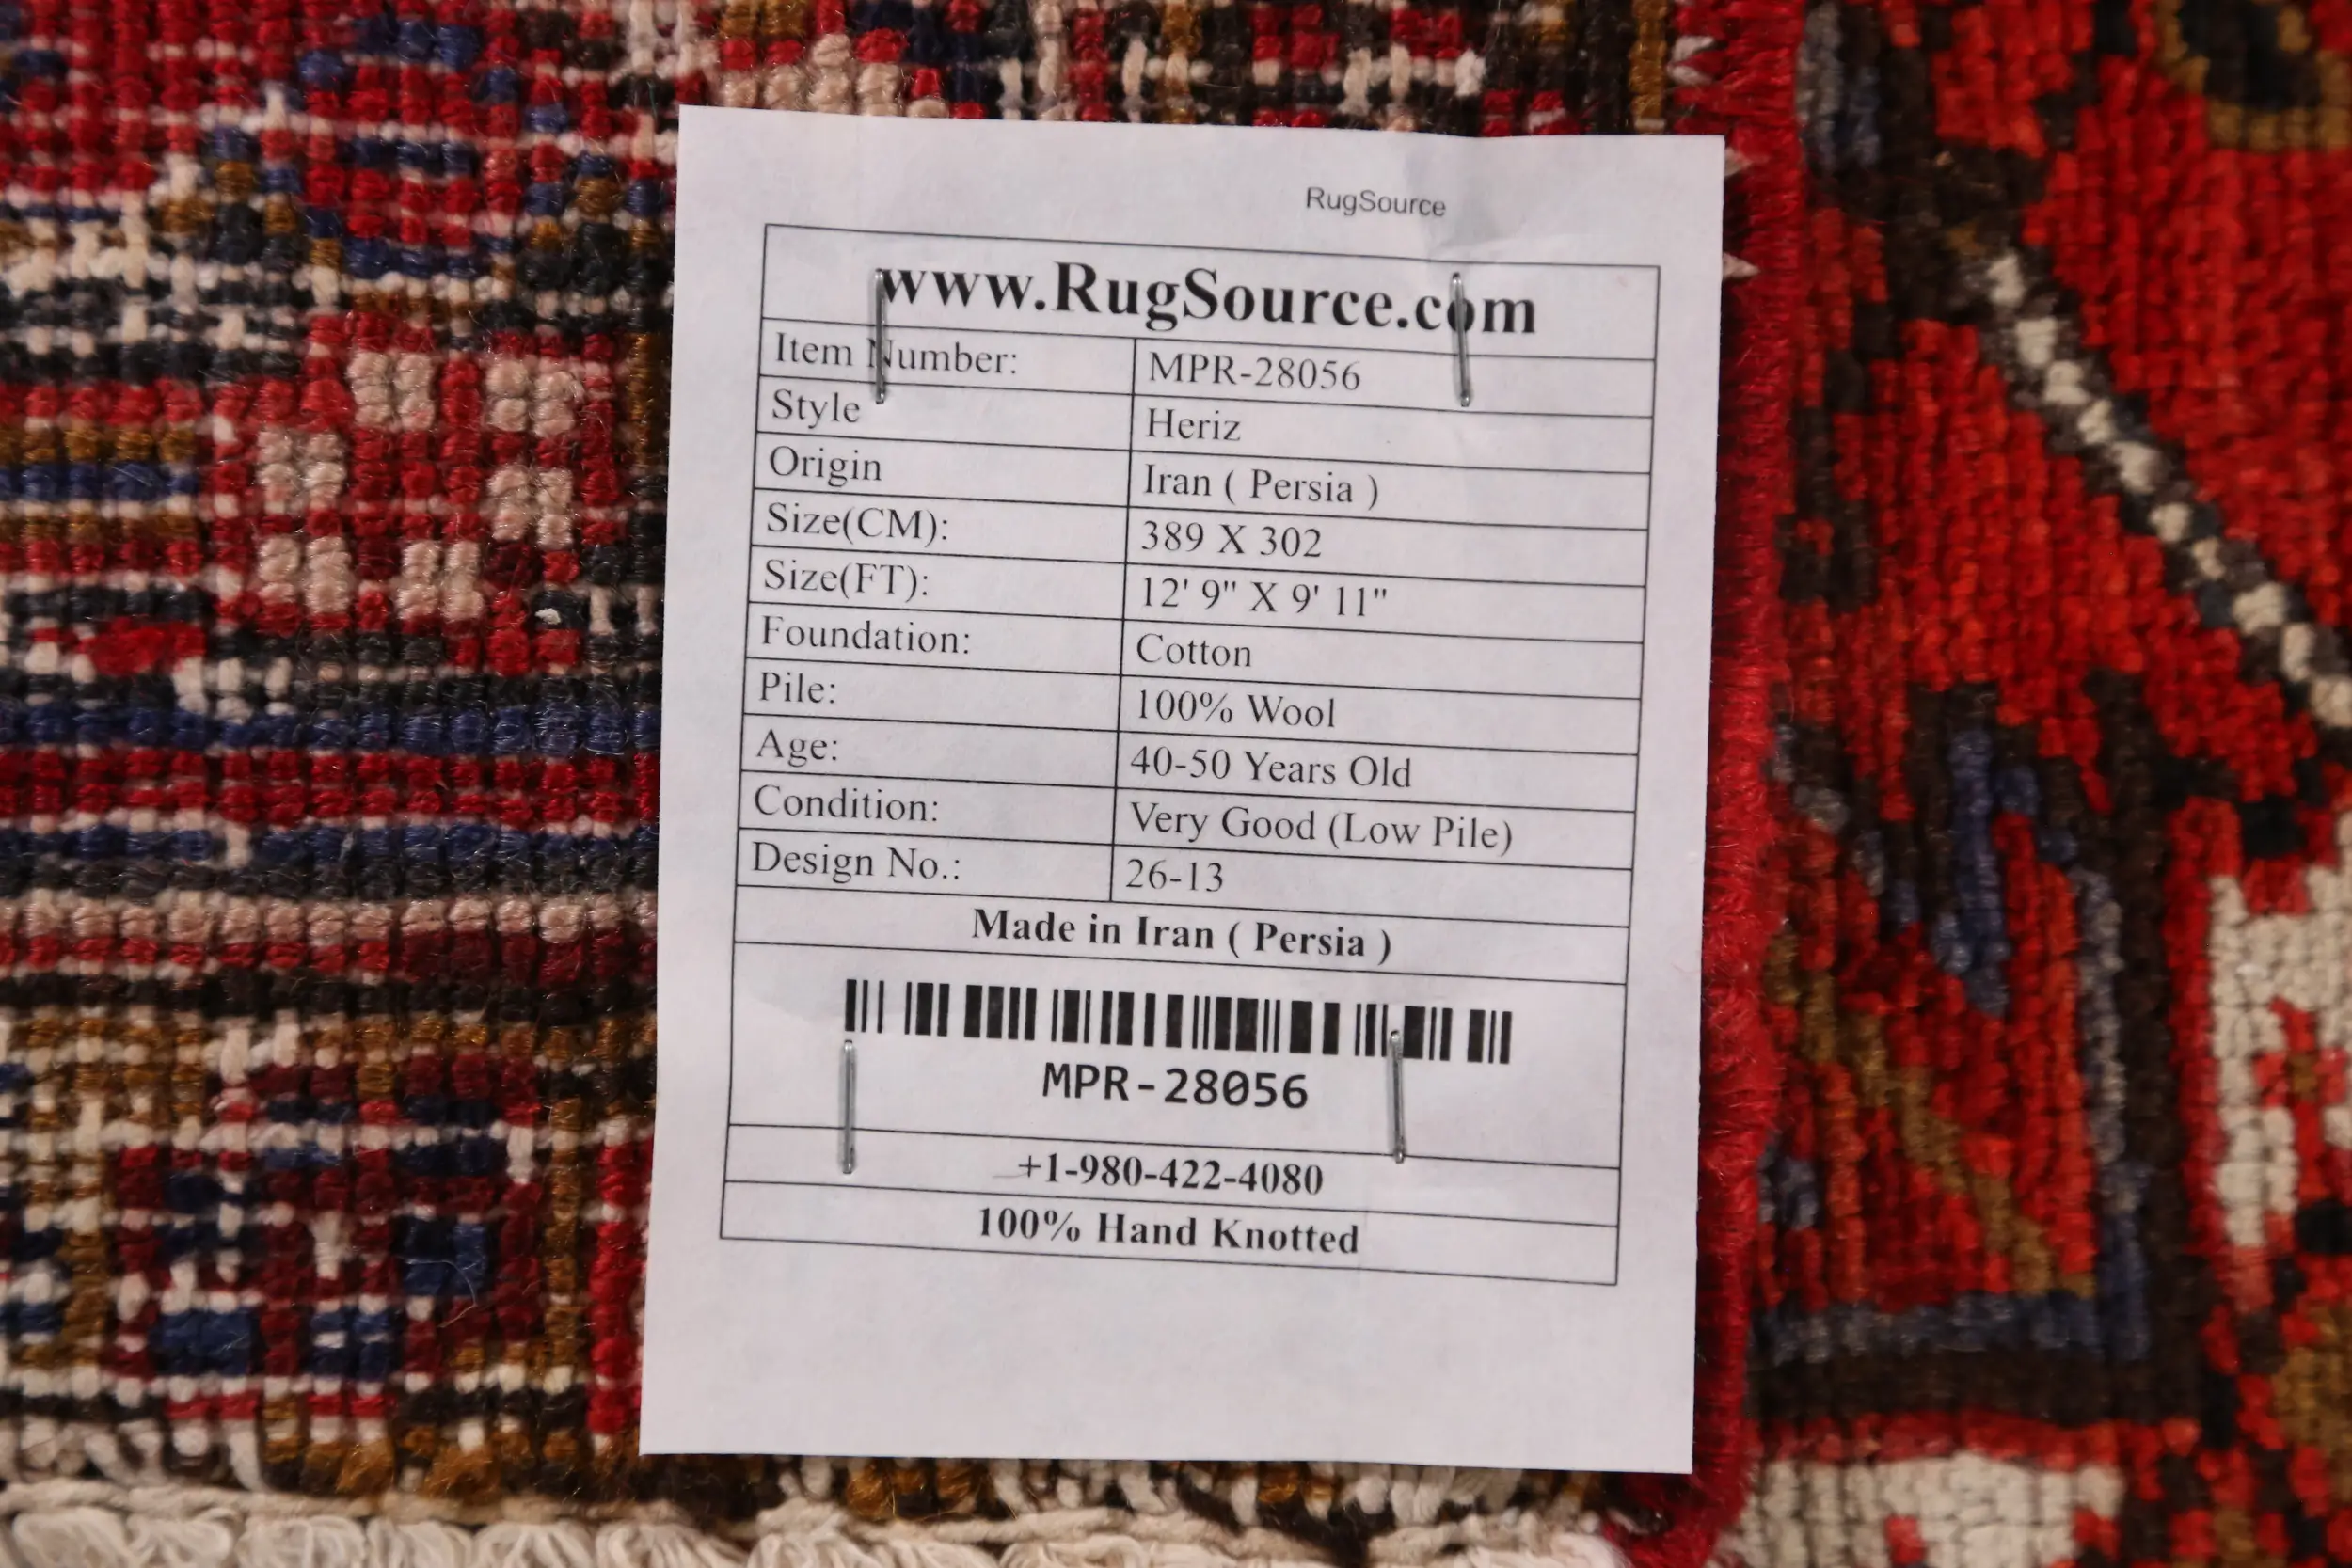 RugSource
www.RugSource.com
Item Number: MPR-28056
Style Heriz
Origin Iran ( Persia )
Size(CM): 389 X 302
Size(FT): 12' 9" X 9' 11"
Foundation: Cotton
Pile: 100% Wool
Age: 40-50 Years Old
Condition: Very Good (Low Pile)
Design No.: 26-13
Made in Iran ( Persia )
MPR-28056
+1-980-422-4080
100% Hand Knotted